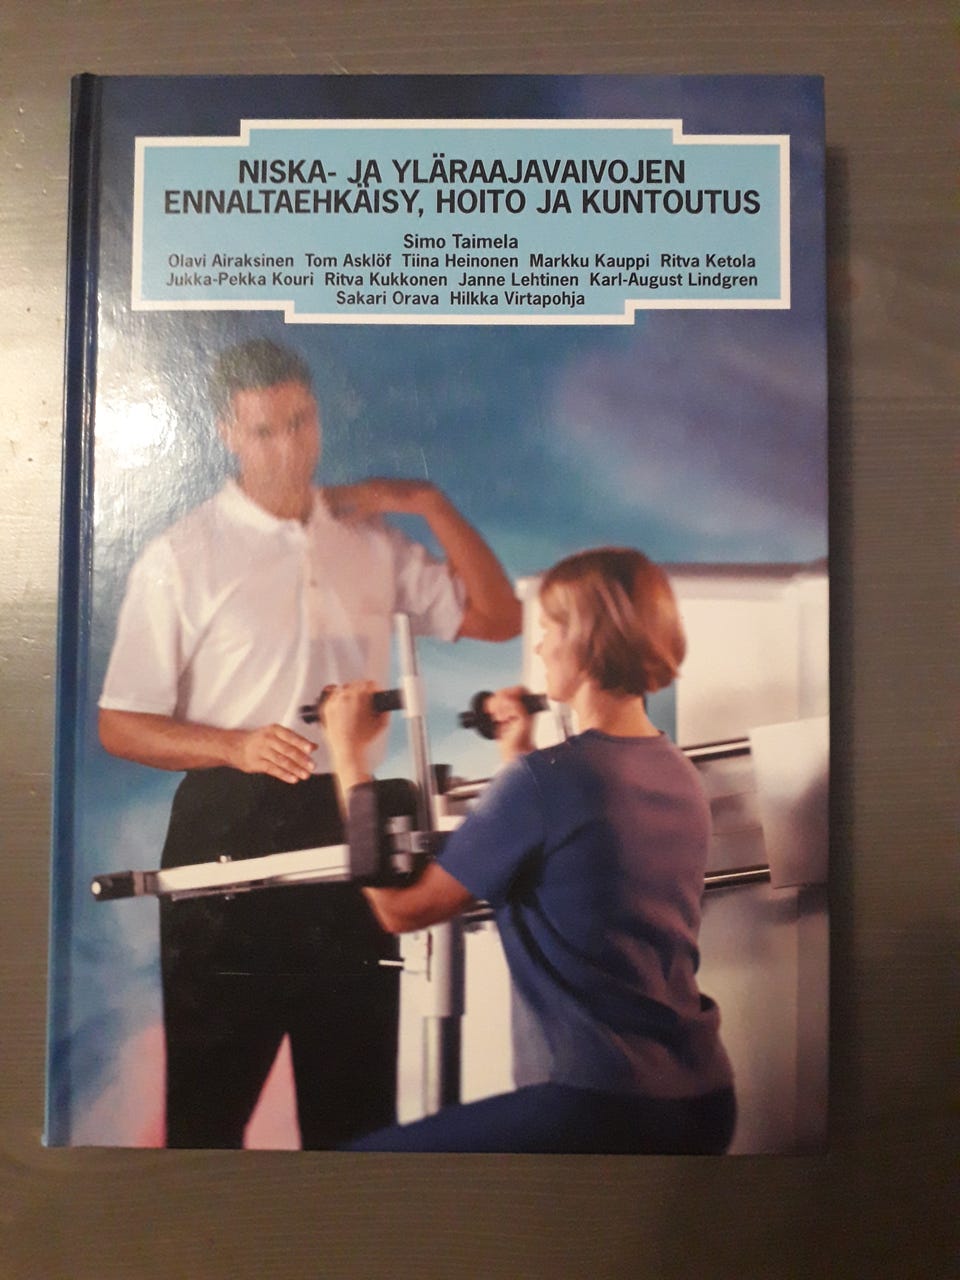 NISKA- JA YLÄRAAJAVAIVOJEN
ENNALTAEHKÄISY, HOITO JA KUNTOUTUS
Simo Taimela
Olavi Airaksinen Tom Asklöf Tiina Heinonen Markku Kauppi Ritva Ketola
Jukka-Pekka Kouri Ritva Kukkonen Janne Lehtinen Karl-August Lindgren
Sakari Orava Hilkka Virtapohja